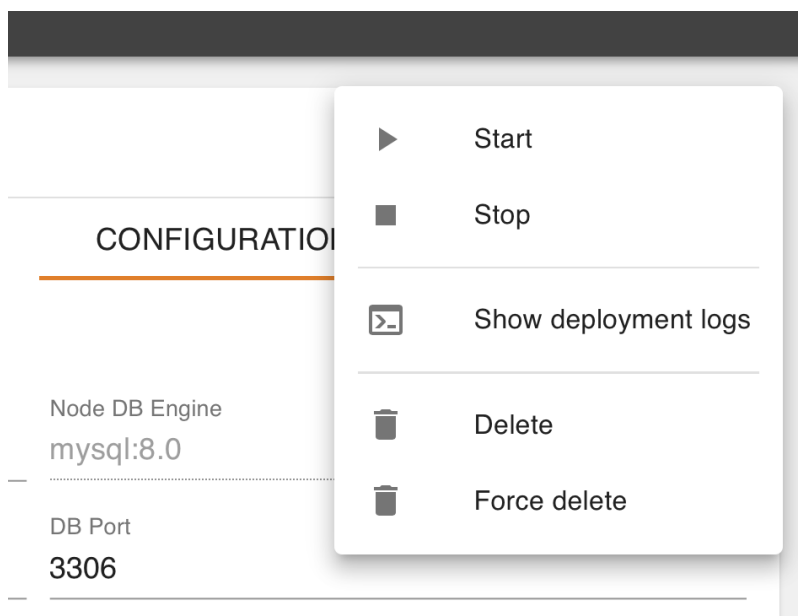 Start
Stop
CONFIGURATIO
Show deployment logs
Node DB Engine
mysql:8.0
Delete
Force delete
DB Port
3306